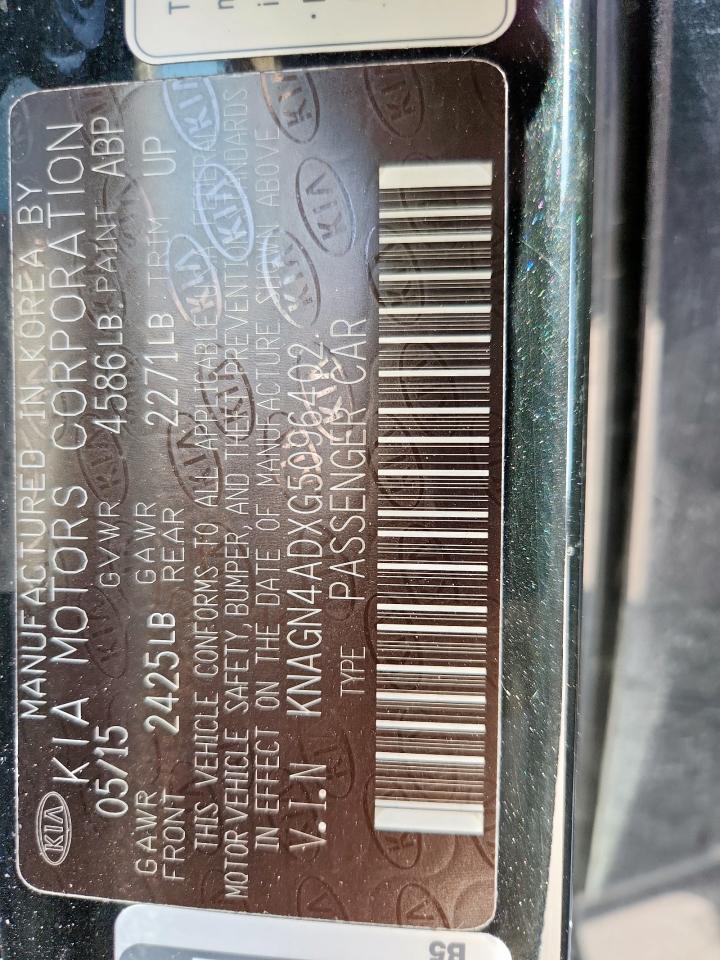 KIA
MANUFACTURED IN KOREA BY
KIA MOTORS CORPORATION
05/15 GVWR 4586LB PAINT ABP
GAWR FRONT 2425LB GAWR REAR 2271LB TRIM UP
THIS VEHICLE CONFORMS TO ALL APPLICABLE
MOTOR VEHICLE SAFETY, BUMPER, AND THEFT PREVENTION STANDARDS
IN EFFECT ON THE DATE OF MANUFACTURE SHOWN ABOVE
V.I.N KNAGN4ADXG5096402
TYPE PASSENGER CAR
B5